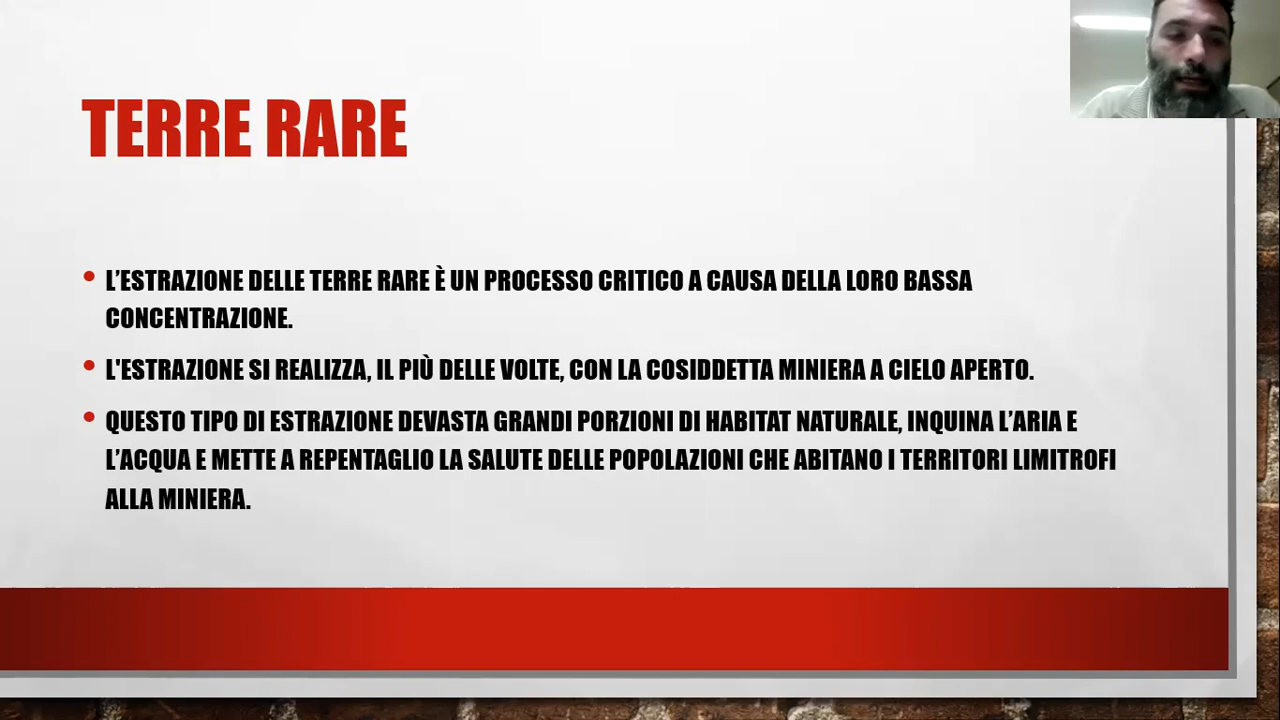 TERRE RARE
L’ESTRAZIONE DELLE TERRE RARE È UN PROCESSO CRITICO A CAUSA DELLA LORO BASSA
CONCENTRAZIONE.
L'ESTRAZIONE SI REALIZZA, IL PIÙ DELLE VOLTE, CON LA COSIDDETTA MINIERA A CIELO APERTO.
QUESTO TIPO DI ESTRAZIONE DEVASTA GRANDI PORZIONI DI HABITAT NATURALE, INQUINA L’ARIA E
L’ACQUA E METTE A REPENTAGLIO LA SALUTE DELLE POPOLAZIONI CHE ABITANO I TERRITORI LIMITROFI
ALLA MINIERA.